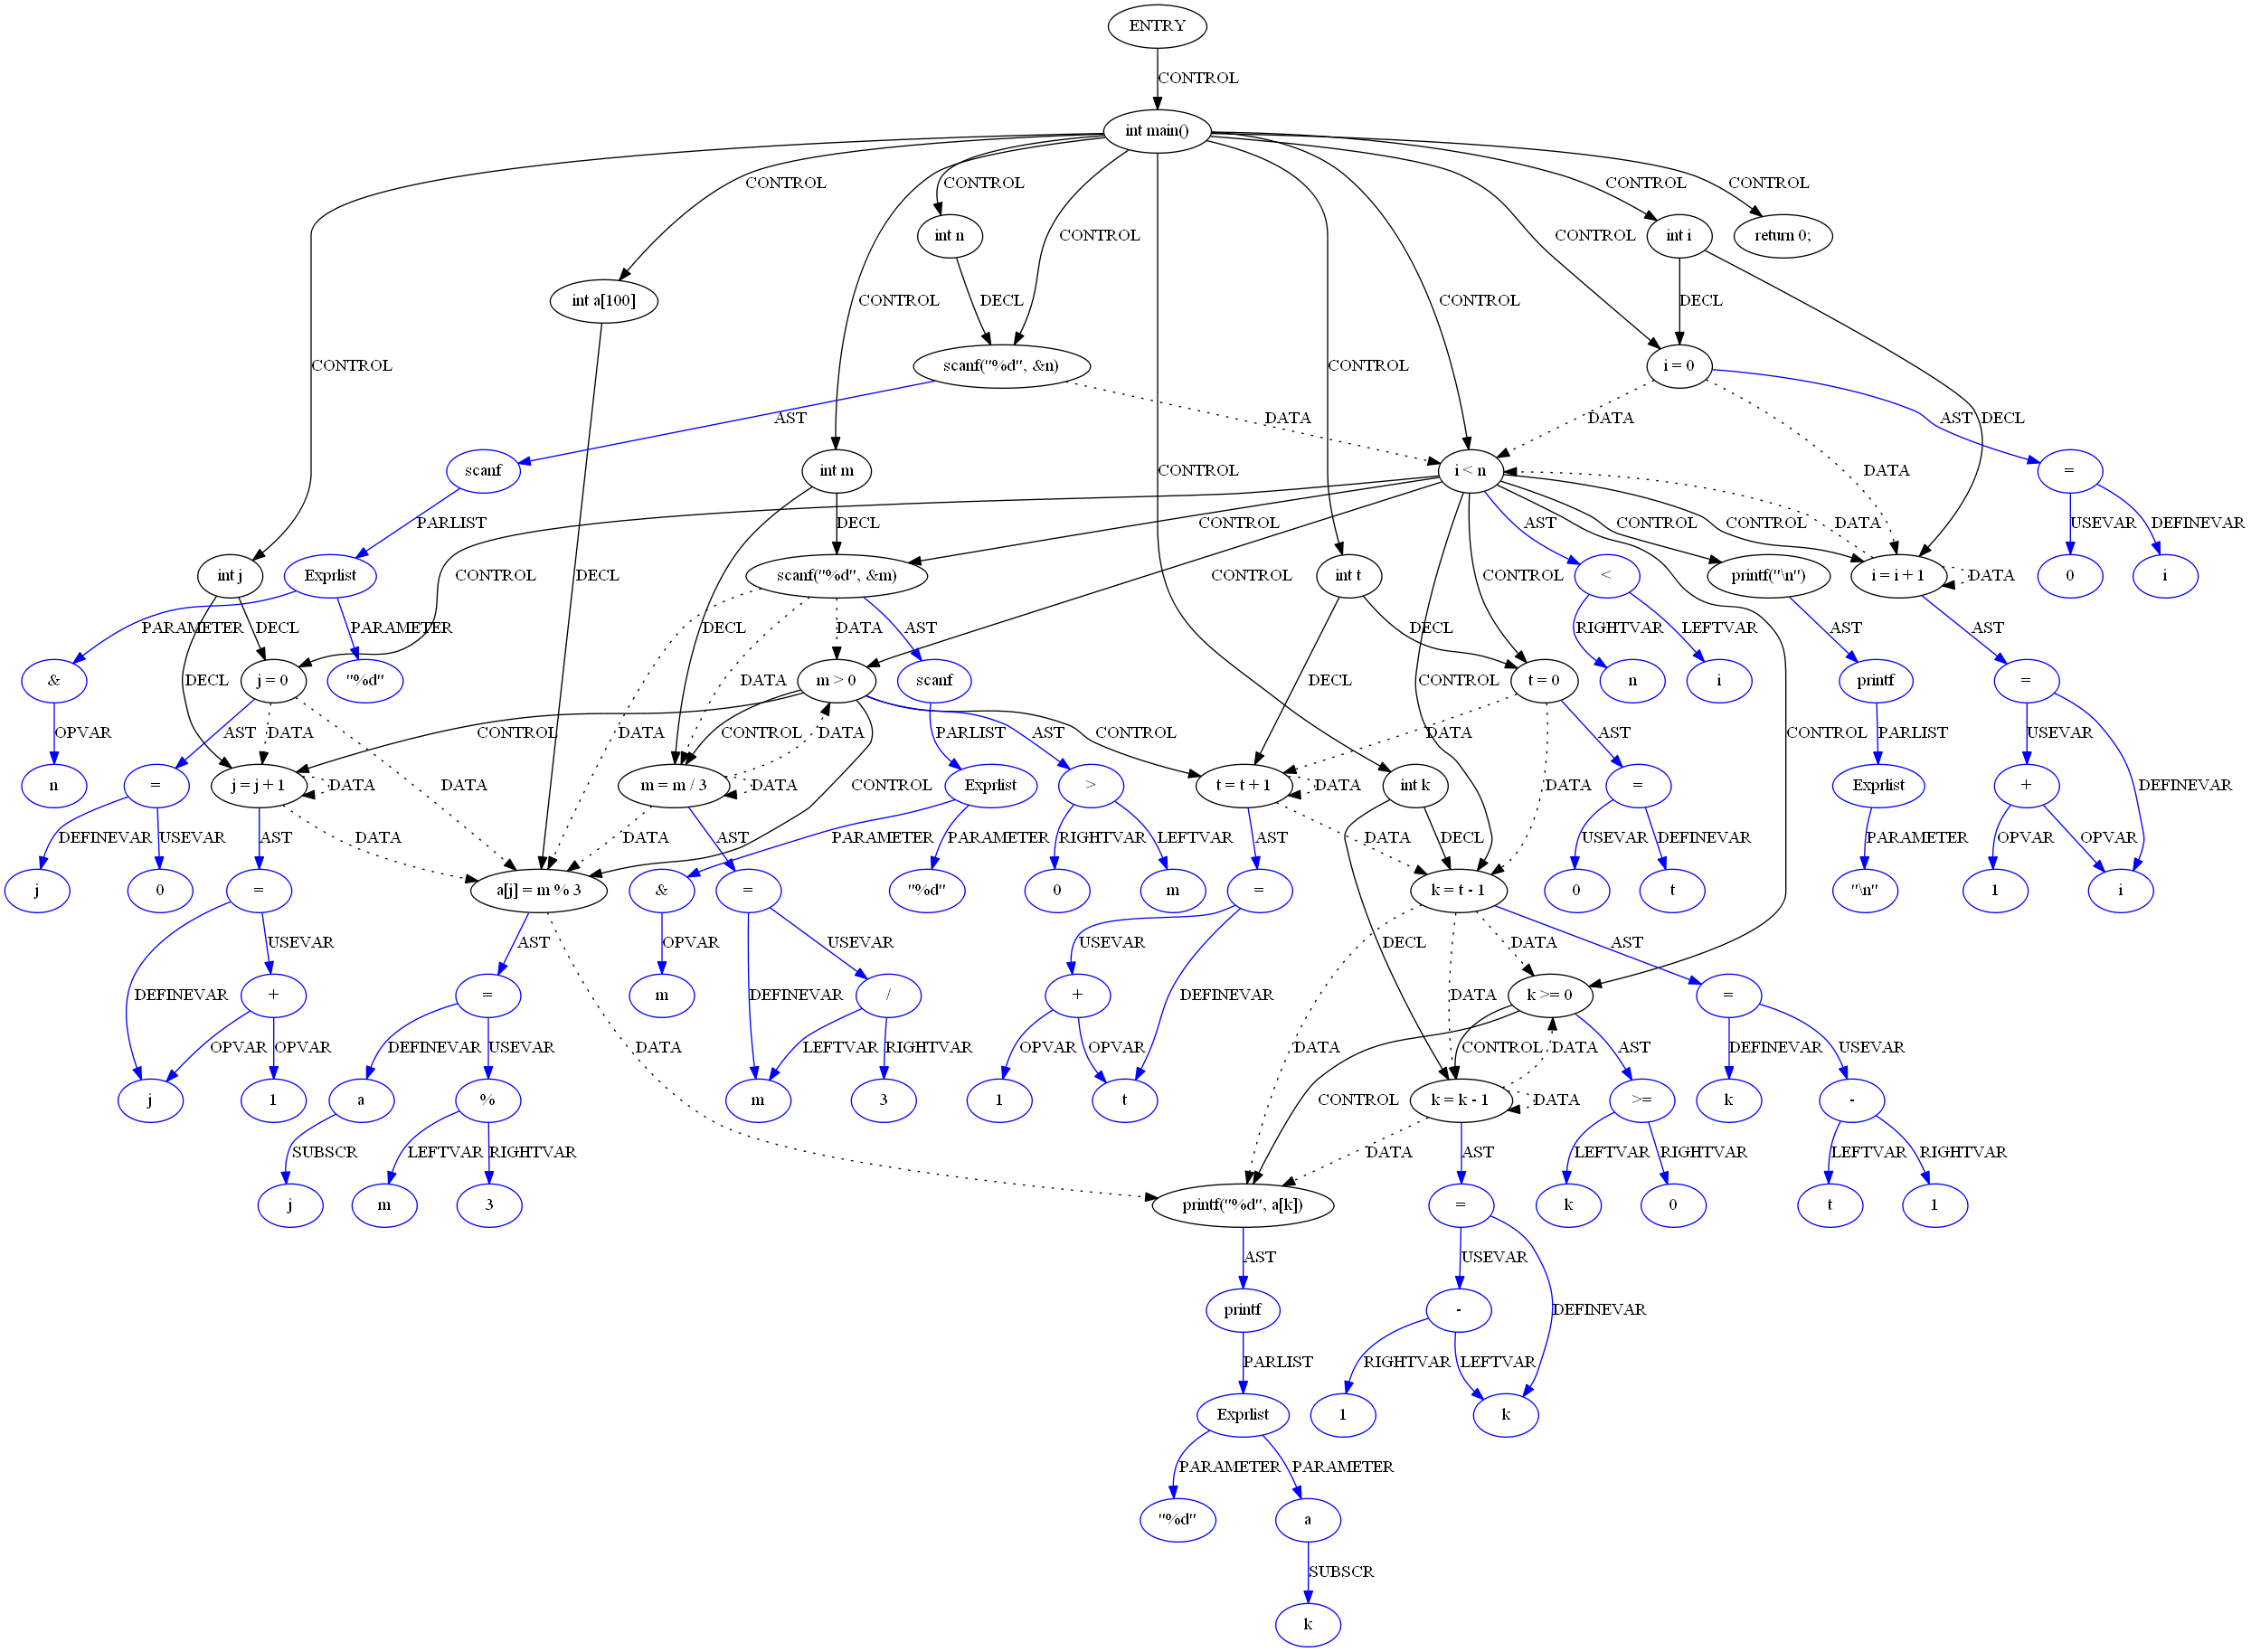 ENTRY
CONTROL
int main()
CONTROL CONTROL CONTROL CONTROL
int n int i return 0;
CONTROL CONTROL
int a[100] CONTROL DECL CONTROL DECL
CONTROL scanf("%d", &n) CONTROL i = 0
AST DATA DATA AST DECL
scanf int m CONTROL i < n DATA =
PARLIST DECL CONTROL AST CONTROL CONTROL DATA USEVAR DEFINEVAR
int j Exprlist DECL CONTROL scanf("%d", &m) CONTROL int t CONTROL < printf("\n") i = i + 1 DATA 0 i
PARAMETER DECL PARAMETER DECL DATA AST DECL RIGHTVAR LEFTVAR AST AST
& DECL j = 0 "%d" DATA m > 0 scanf DECL CONTROL t = 0 n i printf =
OPVAR AST DATA DATA CONTROL DATA CONTROL DATA PARLIST AST CONTROL DATA AST CONTROL PARLIST USEVAR
n = j = j + 1 DATA m = m / 3 DATA Exprlist > t = t + 1 DATA int k DATA = Exprlist + DEFINEVAR
DEFINEVAR USEVAR AST DATA DATA AST CONTROL PARAMETER PARAMETER RIGHTVAR LEFTVAR AST DATA DECL USEVAR DEFINEVAR PARAMETER OPVAR OPVAR
j 0 = a[j] = m % 3 & = "%d" 0 m = k = t - 1 0 t "\n" 1 i
USEVAR AST OPVAR USEVAR USEVAR DECL DATA AST
DEFINEVAR + = DATA m DEFINEVAR / + DEFINEVAR DATA DATA k >= 0 =
OPVAR OPVAR DEFINEVAR USEVAR LEFTVAR RIGHTVAR OPVAR OPVAR CONTROL DATA AST DEFINEVAR USEVAR
j 1 a % m 3 1 t CONTROL k = k - 1 DATA >= k -
SUBSCR LEFTVAR RIGHTVAR DATA AST LEFTVAR RIGHTVAR LEFTVAR RIGHTVAR
j m 3 printf("%d", a[k]) = k 0 t 1
AST USEVAR
printf - DEFINEVAR
PARLIST RIGHTVAR LEFTVAR
Exprlist 1 k
PARAMETER PARAMETER
"%d" a
SUBSCR
k